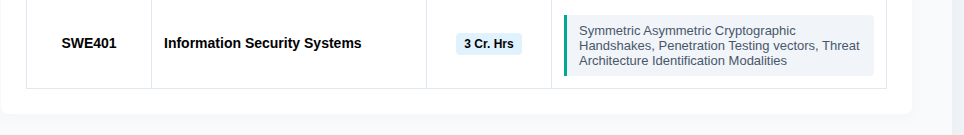 SWE401
Information Security Systems
3 Cr. Hrs
Symmetric Asymmetric Cryptographic
Handshakes, Penetration Testing vectors, Threat
Architecture Identification Modalities